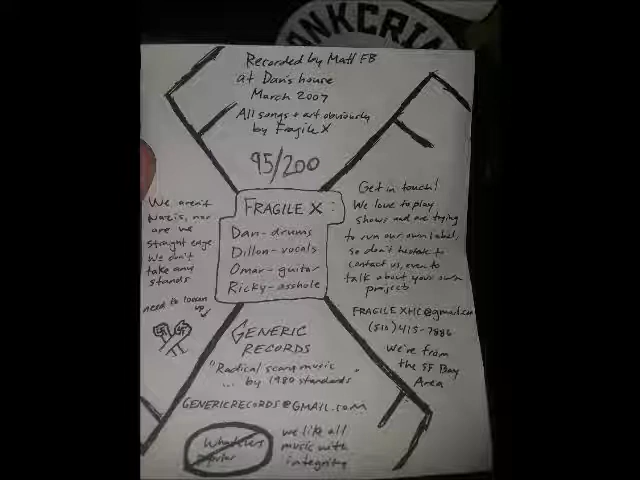 Recorded by Matt FB
at Dan's house
March 2007
All songs + art obviously
by Fragile X
95/200
We aren't
Nazis, nor
are we
straight edge
We don't
take any
stands
need to loosen
up
FRAGILE X
Dan - drums
Dillon - vocals
Omar - guitar
Ricky - asshole
Get in touch!
We love to play
shows and are trying
to run our own label,
so don't hesitate to
contact us, even to
talk about your own
projects
FRAGILEXHC@gmail.com
(510) 415-7886
We're from
the SF Bay
Area
GENERIC
RECORDS
"Radical scary music
... by 1980 standards"
GENERICRECORDS@GMAIL.COM
Whatever's
popular
we like all
music with
integrity